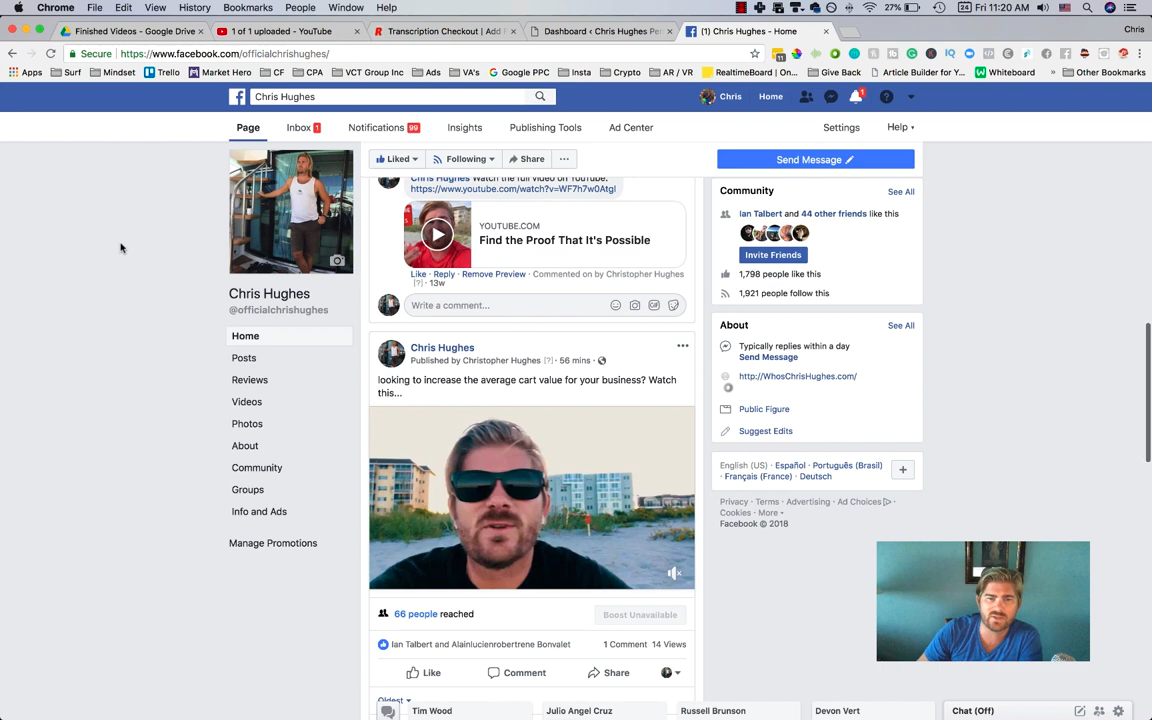 Chrome File Edit View History Bookmarks People Window Help
27% Fri 11:20 AM
24
Finished Videos - Google Drive
1 of 1 uploaded - YouTube
Transcription Checkout | Add
Dashboard ‹ Chris Hughes Per
(1) Chris Hughes - Home
Chris
Secure https://www.facebook.com/officialchrishughes/
11
Apps Surf Mindset Trello Market Hero CF CPA VCT Group Inc Ads VA's Google PPC Insta Crypto AR / VR RealtimeBoard | On... Give Back Article Builder for Y... Whiteboard » Other Bookmarks
Chris Hughes
Chris Home
1
Page Inbox 1 Notifications 99 Insights Publishing Tools Ad Center Settings Help
Liked Following Share ...
Send Message
Chris Hughes Watch the full video on YouTube.
https://www.youtube.com/watch?v=WF7h7w0AtgI
YOUTUBE.COM
Find the Proof That It's Possible
Like · Reply · Remove Preview · Commented on by Christopher Hughes
[?] · 13w
Write a comment...
GIF
Chris Hughes
@officialchrishughes
Home
Posts
Reviews
Videos
Photos
About
Community
Groups
Info and Ads
Manage Promotions
Chris Hughes
Published by Christopher Hughes [?] · 56 mins ·
looking to increase the average cart value for your business? Watch
this...
66 people reached
Boost Unavailable
Ian Talbert and Alainlucienrobertrene Bonvalet
1 Comment 14 Views
Like Comment Share
Oldest
Community See All
Ian Talbert and 44 other friends like this
Invite Friends
1,798 people like this
1,921 people follow this
About See All
Typically replies within a day
Send Message
http://WhosChrisHughes.com/
Public Figure
Suggest Edits
English (US) · Español · Português (Brasil)
· Français (France) · Deutsch
+
Privacy · Terms · Advertising · Ad Choices ·
Cookies · More
Facebook © 2018
Tim Wood
Julio Angel Cruz
Russell Brunson
Devon Vert
Chat (Off)